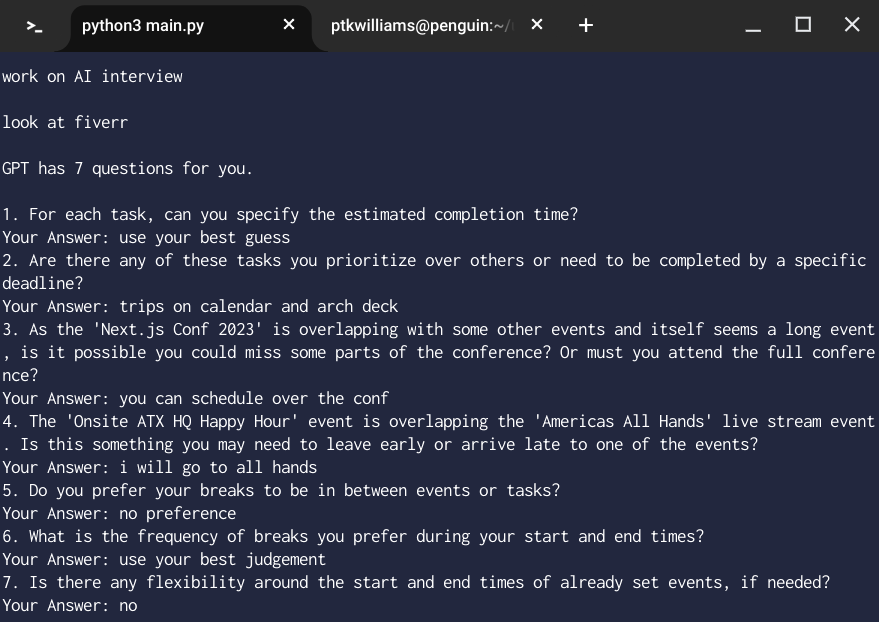 >_ python3 main.py × ptkwilliams@penguin:~/ × +
work on AI interview
look at fiverr
GPT has 7 questions for you.
1. For each task, can you specify the estimated completion time?
Your Answer: use your best guess
2. Are there any of these tasks you prioritize over others or need to be completed by a specific
deadline?
Your Answer: trips on calendar and arch deck
3. As the 'Next.js Conf 2023' is overlapping with some other events and itself seems a long event
, is it possible you could miss some parts of the conference? Or must you attend the full confere
nce?
Your Answer: you can schedule over the conf
4. The 'Onsite ATX HQ Happy Hour' event is overlapping the 'Americas All Hands' live stream event
. Is this something you may need to leave early or arrive late to one of the events?
Your Answer: i will go to all hands
5. Do you prefer your breaks to be in between events or tasks?
Your Answer: no preference
6. What is the frequency of breaks you prefer during your start and end times?
Your Answer: use your best judgement
7. Is there any flexibility around the start and end times of already set events, if needed?
Your Answer: no